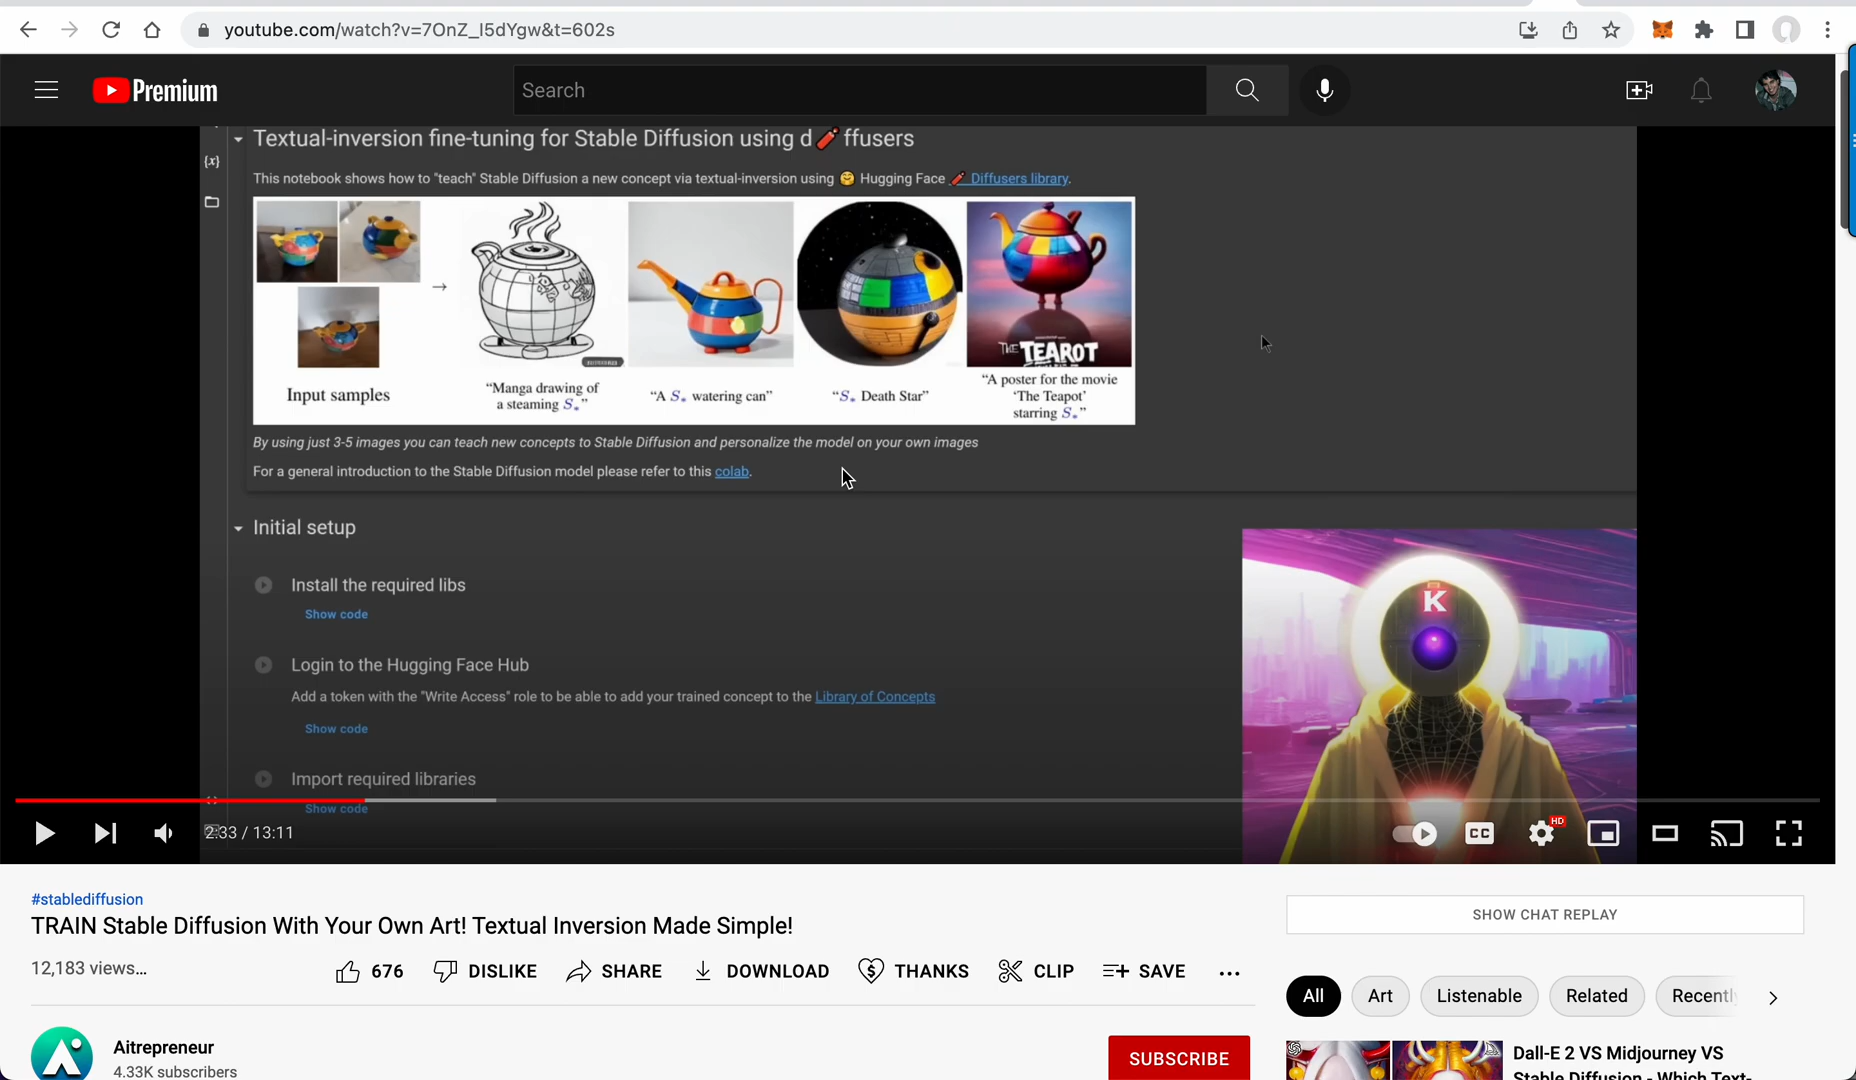 youtube.com/watch?v=7OnZ_I5dYgw&t=602s
Premium
Search
Textual-inversion fine-tuning for Stable Diffusion using d🧨ffusers
{x}
This notebook shows how to "teach" Stable Diffusion a new concept via textual-inversion using 🤗 Hugging Face 🧨 Diffusers library.
→
THE TEAROT
Input samples
“Manga drawing of
a steaming S*”
“A S* watering can”
“S* Death Star”
“A poster for the movie
‘The Teapot’
starring S*”
By using just 3-5 images you can teach new concepts to Stable Diffusion and personalize the model on your own images
For a general introduction to the Stable Diffusion model please refer to this colab.
Initial setup
Install the required libs
Show code
K
Login to the Hugging Face Hub
Add a token with the "Write Access" role to be able to add your trained concept to the Library of Concepts
Show code
Import required libraries
Show code
2:33 / 13:11
CC
HD
#stablediffusion
TRAIN Stable Diffusion With Your Own Art! Textual Inversion Made Simple!
12,183 views...
676
DISLIKE
SHARE
DOWNLOAD
THANKS
CLIP
SAVE
...
SHOW CHAT REPLAY
All
Art
Listenable
Related
Recently
Aitrepreneur
4.33K subscribers
SUBSCRIBE
Dall-E 2 VS Midjourney VS
Stable Diffusion - Which Text-